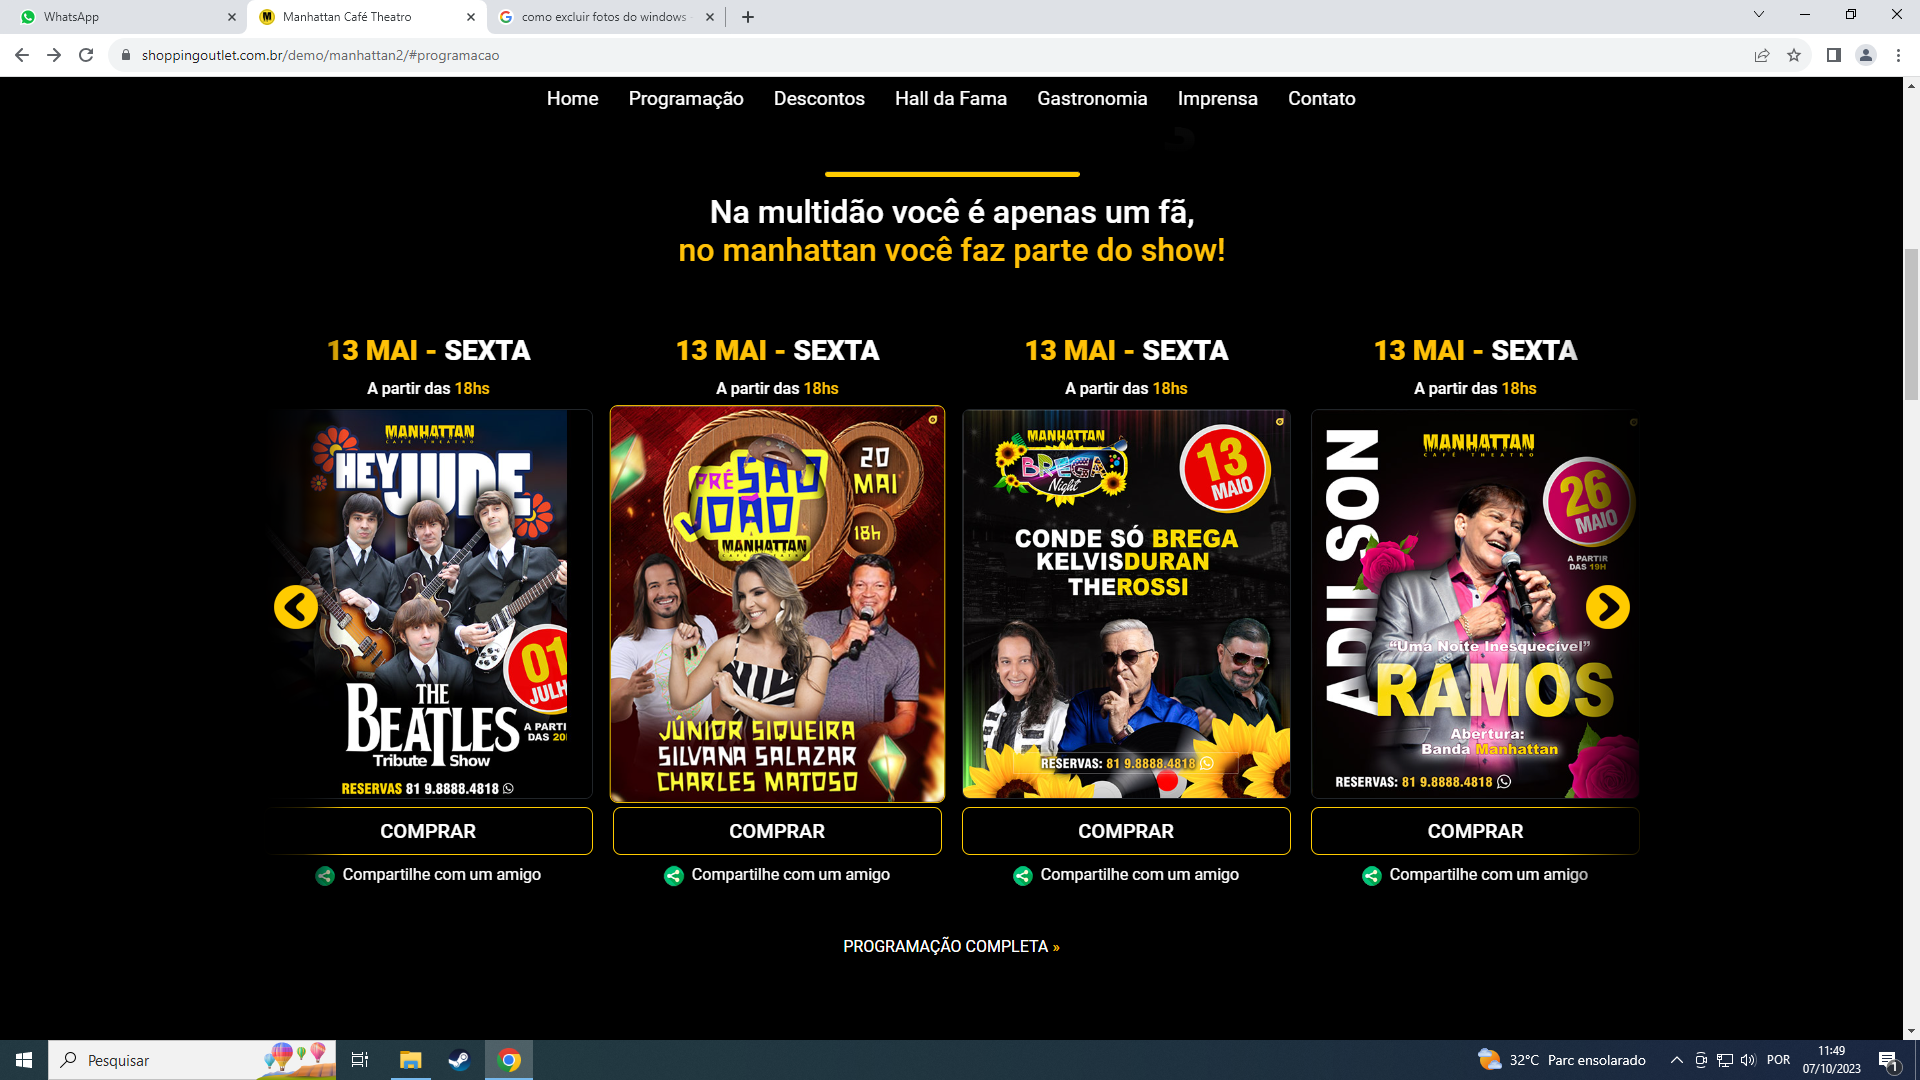 WhatsApp
Manhattan Café Theatro
como excluir fotos do windows
shoppingoutlet.com.br/demo/manhattan2/#programacao
Home Programação Descontos Hall da Fama Gastronomia Imprensa Contato
Na multidão você é apenas um fã,
no manhattan você faz parte do show!
13 MAI - SEXTA
A partir das 18hs
MANHATTAN
CAFÉ THEATRO
HEY JUDE
01
JULH
THE
BEATLES
Tribute Show
A PARTI
DAS 20
RESERVAS 81 9.8888.4818
COMPRAR
Compartilhe com um amigo
13 MAI - SEXTA
A partir das 18hs
PRÉ SÃO
JOÃO
MANHATTAN
CAFÉ THEATRO
20
MAI
18h
JÚNIOR SIQUEIRA
SILVANA SALAZAR
CHARLES MATOSO
COMPRAR
Compartilhe com um amigo
13 MAI - SEXTA
A partir das 18hs
MANHATTAN
BREGA
Night
13
MAIO
CONDE SÓ BREGA
KELVISDURAN
THEROSSI
RESERVAS: 81 9.8888.4818
COMPRAR
Compartilhe com um amigo
13 MAI - SEXTA
A partir das 18hs
MANHATTAN
CAFÉ THEATRO
ADILSON
26
MAIO
A PARTIR
DAS 19H
“Uma Noite Inesquecível”
RAMOS
Abertura:
Banda Manhattan
RESERVAS: 81 9.8888.4818
COMPRAR
Compartilhe com um amigo
PROGRAMAÇÃO COMPLETA »
Pesquisar
32°C Parc ensolarado
POR
11:49
07/10/2023
1